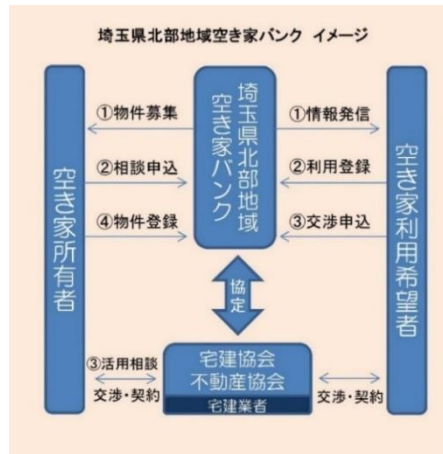 埼玉県北部地域空き家バンク イメージ
空き家所有者
①物件募集
②相談申込
④物件登録
埼玉県北部地域
空き家バンク
①情報発信
②利用登録
③交渉申込
空き家利用希望者
協定
③活用相談
交渉・契約
宅建協会
不動産協会
宅建業者
交渉・契約